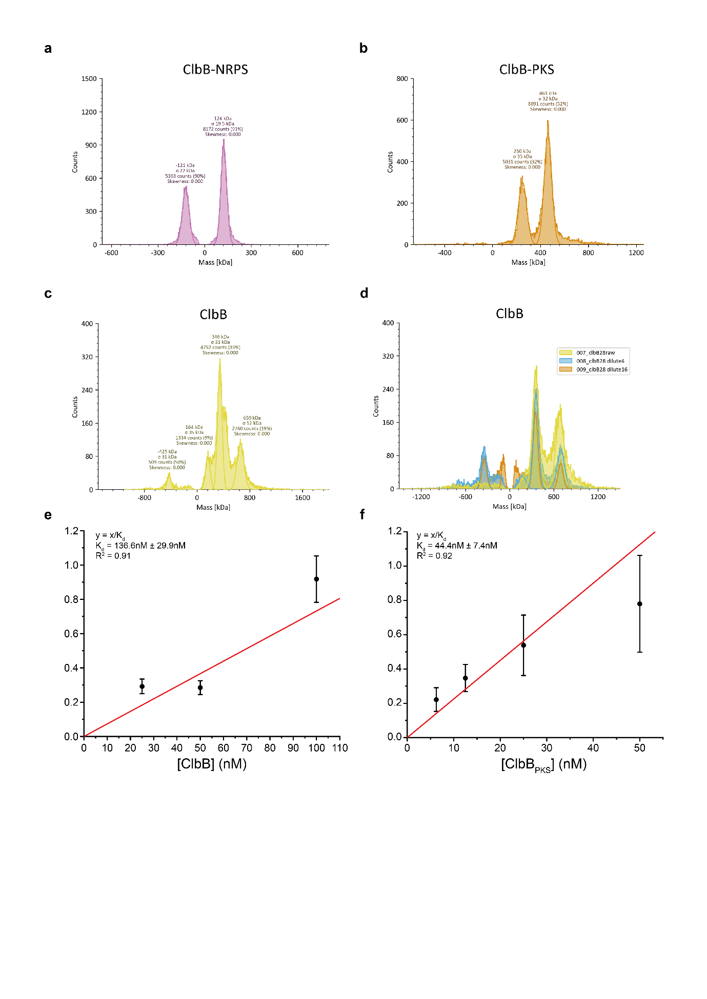 a
ClbB-NRPS
1500
1200
900
600
300
0
Counts
-121 kDa
σ 22 kDa
5363 counts (90%)
Skewness: 0.000
124 kDa
σ 19.5 kDa
8172 counts (91%)
Skewness: 0.000
-600 -300 0 300 600
Mass [kDa]
b
ClbB-PKS
800
600
400
200
0
Counts
250 kDa
σ 35 kDa
5031 counts (32%)
Skewness: 0.000
463 kDa
σ 32 kDa
8091 counts (52%)
Skewness: 0.000
-400 0 400 800 1200
Mass [kDa]
c
ClbB
400
320
240
160
80
0
Counts
-425 kDa
σ 31 kDa
509 counts (50%)
Skewness: 0.000
164 kDa
σ 35 kDa
1334 counts (9%)
Skewness: 0.000
346 kDa
σ 33 kDa
4752 counts (33%)
Skewness: 0.000
659 kDa
σ 52 kDa
2760 counts (19%)
Skewness: 0.000
-800 0 800 1600
Mass [kDa]
d
ClbB
400
320
240
160
80
0
Counts
007_clbB28raw
008_clbB28 dilute4
009_clbB28 dilute16
-1200 -600 0 600 1200
Mass [kDa]
e
y = x/Kd
Kd = 136.6nM ± 29.9nM
R² = 0.91
1.2
1.0
0.8
0.6
0.4
0.2
0.0
0 10 20 30 40 50 60 70 80 90 100 110
[ClbB] (nM)
f
y = x/Kd
Kd = 44.4nM ± 7.4nM
R² = 0.92
1.2
1.0
0.8
0.6
0.4
0.2
0.0
0 10 20 30 40 50
[ClbBPKS] (nM)